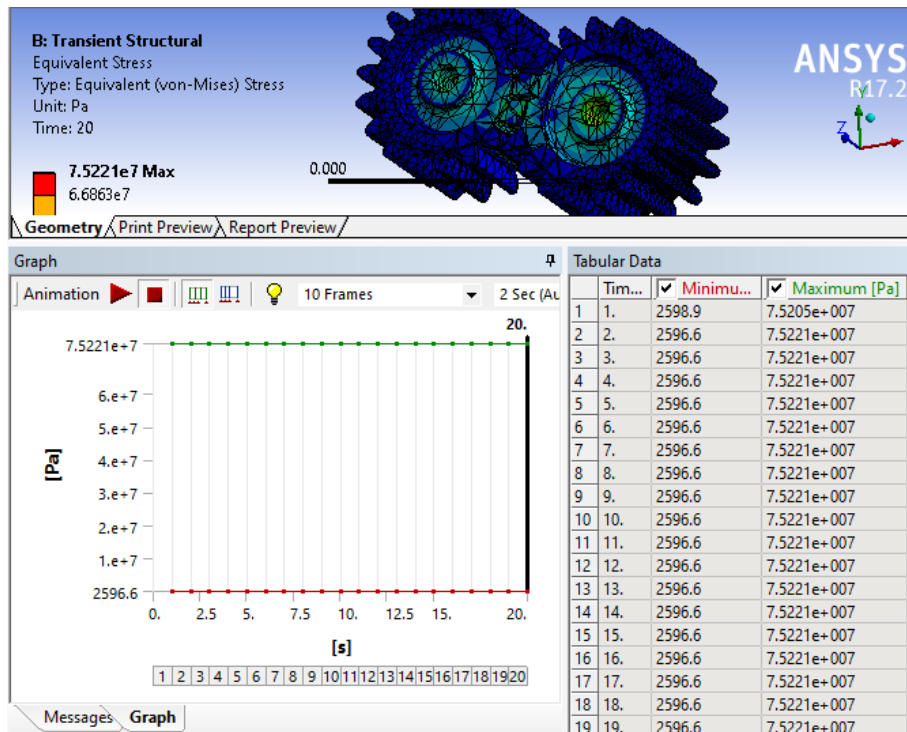 B: Transient Structural
Equivalent Stress
Type: Equivalent (von-Mises) Stress
Unit: Pa
Time: 20
7.5221e7 Max
6.6863e7
0.000
ANSYS
R17.2
Y
Z
Geometry Print Preview Report Preview
Graph
Animation 10 Frames 2 Sec (Au
20.
7.5221e+7
6.e+7
5.e+7
4.e+7
3.e+7
2.e+7
1.e+7
2596.6
[Pa]
0. 2.5 5. 7.5 10. 12.5 15. 20.
[s]
1 2 3 4 5 6 7 8 9 10 11 12 13 14 15 16 17 18 19 20
Messages Graph
Tabular Data
Tim... Minimu... Maximum [Pa]
1 1. 2598.9 7.5205e+007
2 2. 2596.6 7.5221e+007
3 3. 2596.6 7.5221e+007
4 4. 2596.6 7.5221e+007
5 5. 2596.6 7.5221e+007
6 6. 2596.6 7.5221e+007
7 7. 2596.6 7.5221e+007
8 8. 2596.6 7.5221e+007
9 9. 2596.6 7.5221e+007
10 10. 2596.6 7.5221e+007
11 11. 2596.6 7.5221e+007
12 12. 2596.6 7.5221e+007
13 13. 2596.6 7.5221e+007
14 14. 2596.6 7.5221e+007
15 15. 2596.6 7.5221e+007
16 16. 2596.6 7.5221e+007
17 17. 2596.6 7.5221e+007
18 18. 2596.6 7.5221e+007
19 19. 2596.6 7.5221e+007